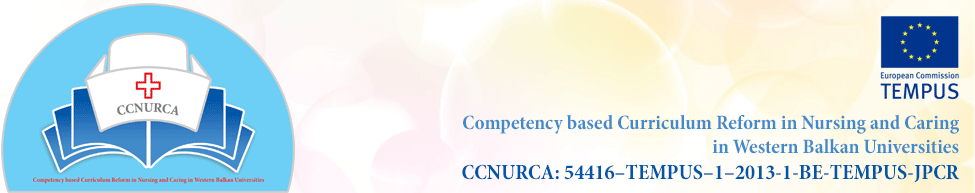 CCNURCA
Competency based Curriculum Reform in Nursing and Caring in Western Balkan Universities
European Commission
TEMPUS
Competency based Curriculum Reform in Nursing and Caring
in Western Balkan Universities
CCNURCA: 54416–TEMPUS–1–2013-1-BE-TEMPUS-JPCR